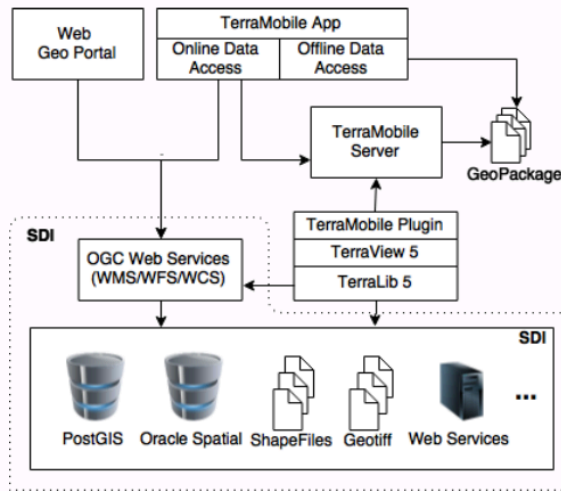 Web
Geo Portal
TerraMobile App
Online Data
Access
Offline Data
Access
TerraMobile
Server
GeoPackage
SDI
OGC Web Services
(WMS/WFS/WCS)
TerraMobile Plugin
TerraView 5
TerraLib 5
SDI
PostGIS
Oracle Spatial
ShapeFiles
Geotiff
Web Services
...